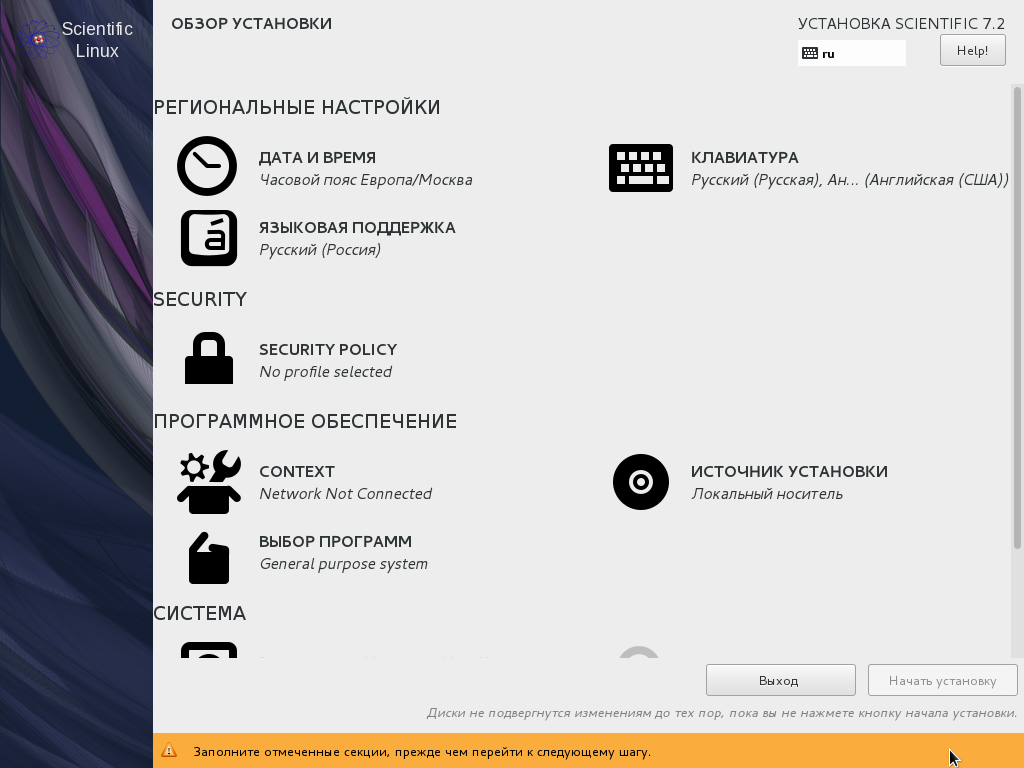 Scientific
Linux
ОБЗОР УСТАНОВКИ
УСТАНОВКА SCIENTIFIC 7.2
ru
Help!
РЕГИОНАЛЬНЫЕ НАСТРОЙКИ
ДАТА И ВРЕМЯ
Часовой пояс Европа/Москва
КЛАВИАТУРА
Русский (Русская), Ан... (Английская (США))
ЯЗЫКОВАЯ ПОДДЕРЖКА
Русский (Россия)
SECURITY
SECURITY POLICY
No profile selected
ПРОГРАММНОЕ ОБЕСПЕЧЕНИЕ
CONTEXT
Network Not Connected
ИСТОЧНИК УСТАНОВКИ
Локальный носитель
ВЫБОР ПРОГРАММ
General purpose system
СИСТЕМА
Выход
Начать установку
Диски не подвергнутся изменениям до тех пор, пока вы не нажмете кнопку начала установки.
Заполните отмеченные секции, прежде чем перейти к следующему шагу.